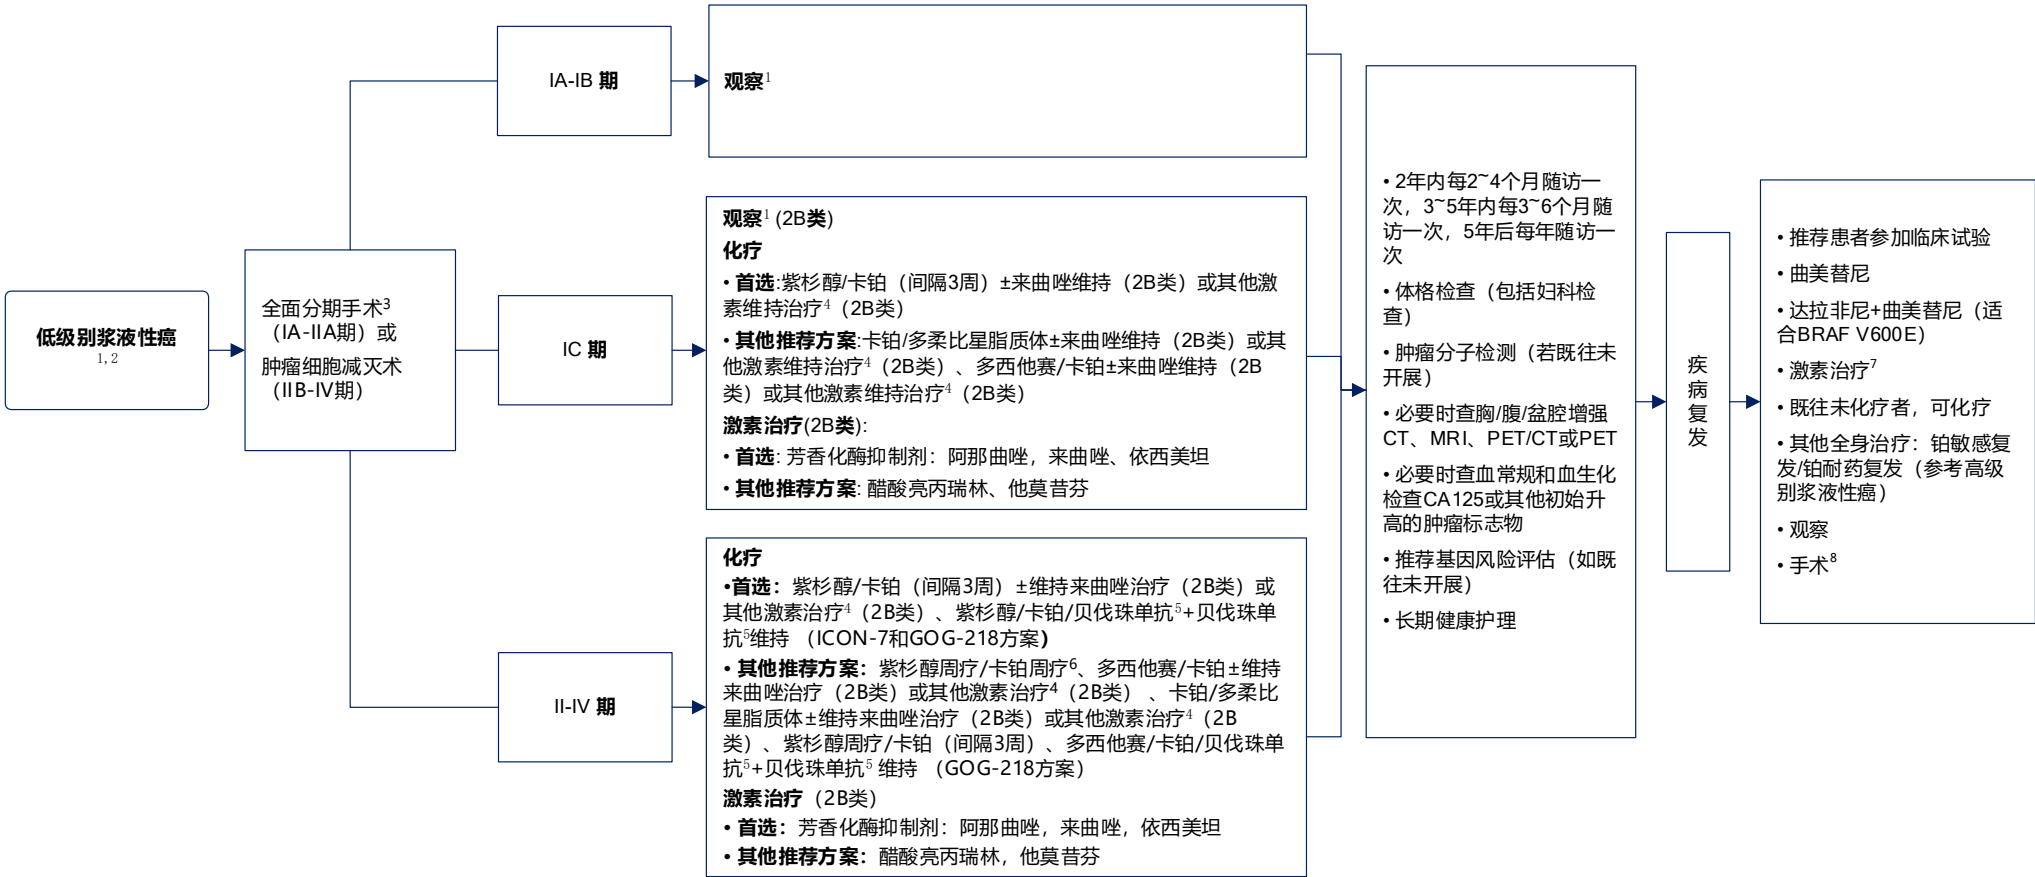 低级别浆液性癌
1,2
全面分期手术3
（IA-IIA期）或
肿瘤细胞减灭术
（IIB-IV期）
IA-IB 期
观察1
IC 期
观察1 (2B类)
化疗
• 首选:紫杉醇/卡铂（间隔3周）±来曲唑维持（2B类）或其他激
素维持治疗4（2B类）
• 其他推荐方案:卡铂/多柔比星脂质体±来曲唑维持（2B类）或其
他激素维持治疗4（2B类）、多西他赛/卡铂±来曲唑维持（2B
类）或其他激素维持治疗4（2B类）
激素治疗(2B类):
• 首选: 芳香化酶抑制剂：阿那曲唑，来曲唑、依西美坦
• 其他推荐方案: 醋酸亮丙瑞林、他莫昔芬
II-IV 期
化疗
•首选：紫杉醇/卡铂（间隔3周）±维持来曲唑治疗（2B类）或
其他激素治疗4（2B类）、紫杉醇/卡铂/贝伐珠单抗5+贝伐珠单
抗5维持 （ICON-7和GOG-218方案）
• 其他推荐方案：紫杉醇周疗/卡铂周疗6、多西他赛/卡铂±维持
来曲唑治疗（2B类）或其他激素治疗4（2B类）、卡铂/多柔比
星脂质体±维持来曲唑治疗（2B类）或其他激素治疗4（2B
类）、紫杉醇周疗/卡铂（间隔3周）、多西他赛/卡铂/贝伐珠单
抗5+贝伐珠单抗5 维持 （GOG-218方案）
激素治疗（2B类）
• 首选：芳香化酶抑制剂：阿那曲唑，来曲唑，依西美坦
• 其他推荐方案：醋酸亮丙瑞林，他莫昔芬
• 2年内每2~4个月随访一
次，3~5年内每3~6个月随
访一次，5年后每年随访一
次
• 体格检查（包括妇科检
查）
• 肿瘤分子检测（若既往未
开展）
• 必要时查胸/腹/盆腔增强
CT、MRI、PET/CT或PET
• 必要时查血常规和血生化
检查CA125或其他初始升
高的肿瘤标志物
• 推荐基因风险评估（如既
往未开展）
• 长期健康护理
疾
病
复
发
• 推荐患者参加临床试验
• 曲美替尼
• 达拉非尼+曲美替尼（适
合BRAF V600E）
• 激素治疗7
• 既往未化疗者，可化疗
• 其他全身治疗：铂敏感复
发/铂耐药复发（参考高级
别浆液性癌）
• 观察
• 手术8